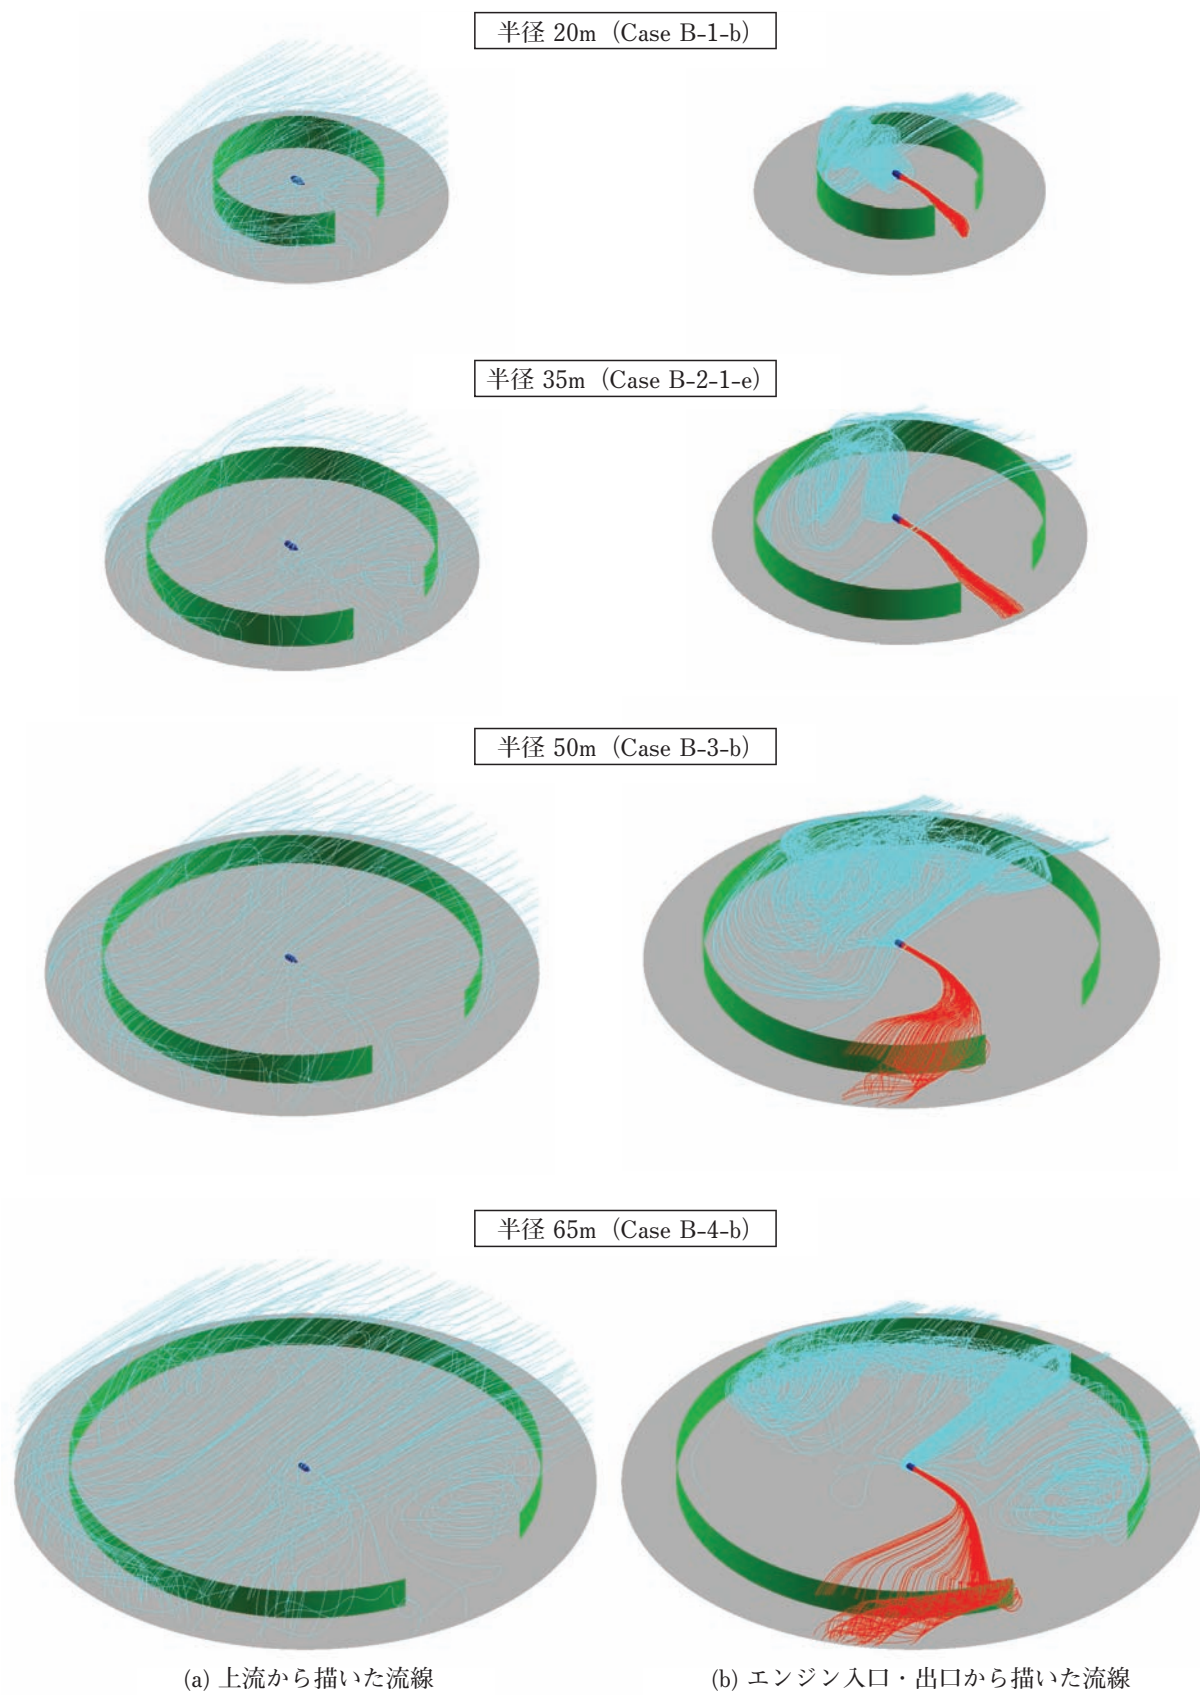 半径 20m（Case B-1-b）
半径 35m（Case B-2-1-e）
半径 50m（Case B-3-b）
半径 65m（Case B-4-b）
(a) 上流から描いた流線
(b) エンジン入口・出口から描いた流線